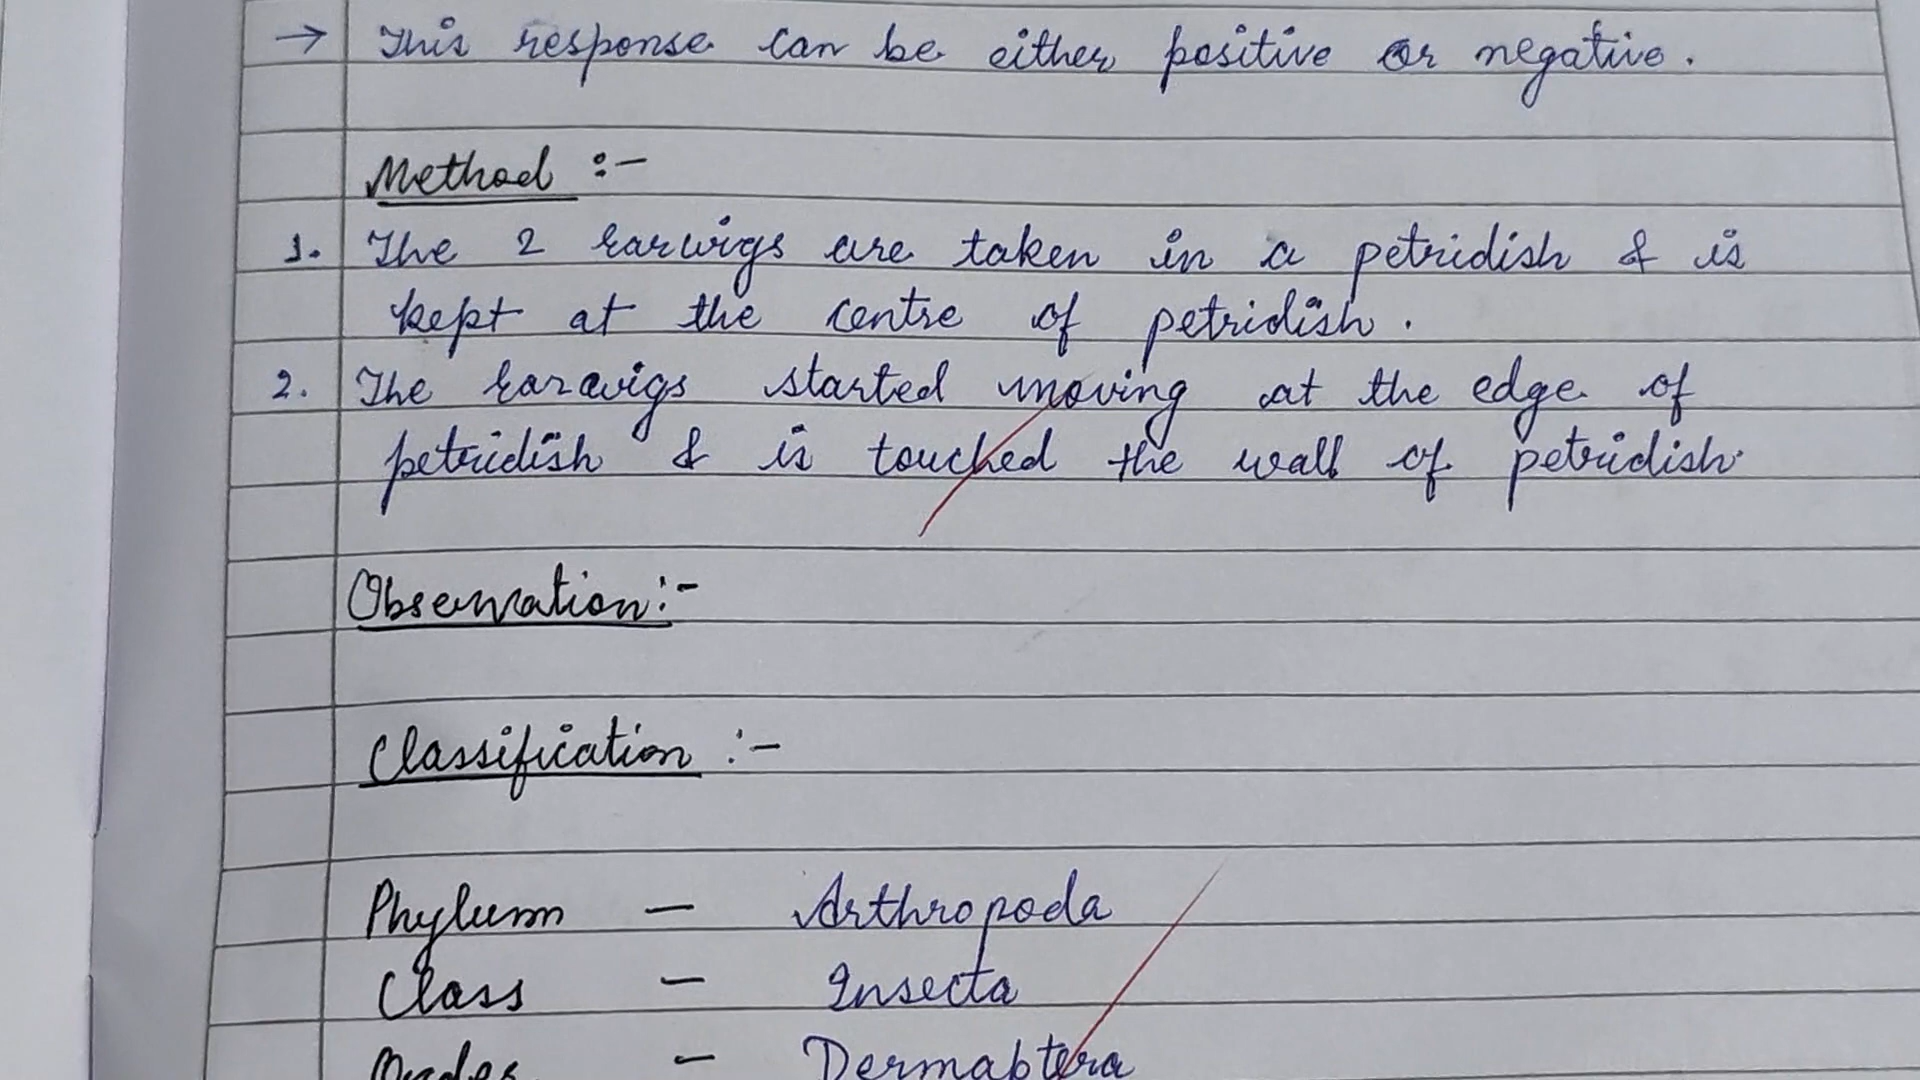 → This response can be either positive or negative.
Method :-
1. The 2 earwigs are taken in a petridish & is
kept at the centre of petridish.
2. The earwigs started moving at the edge of
petridish & is touched the wall of petridish.
Observation:-
Classification :-
Phylum - Arthropoda
Class - Insecta
Order - Dermaptera